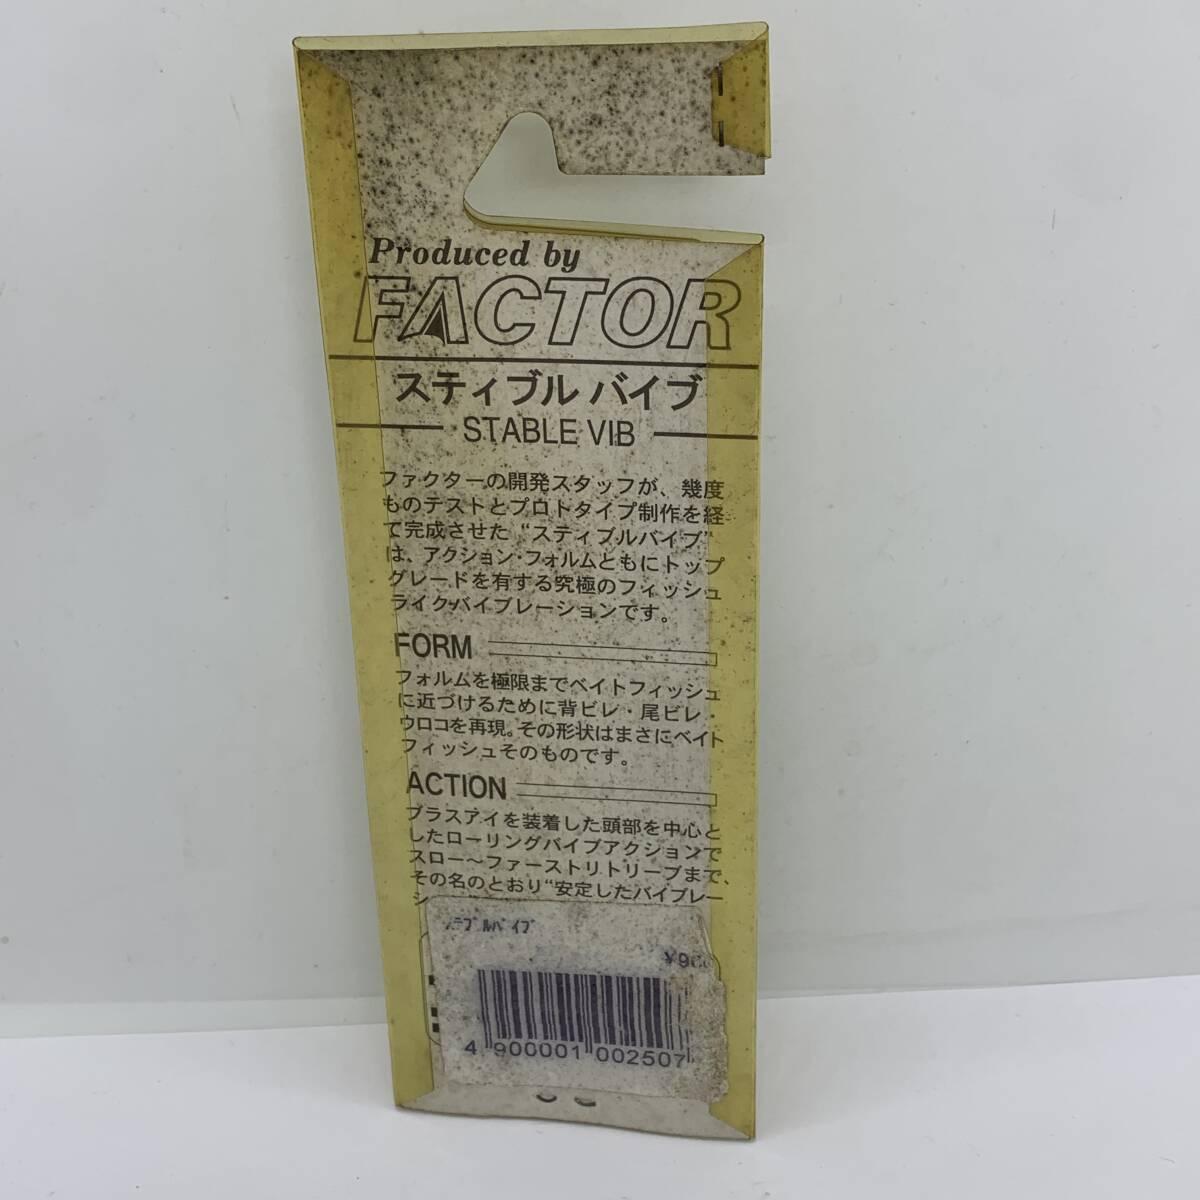 Produced by
FACTOR
スティブル バイブ
STABLE VIB
ファクターの開発スタッフが、幾度
ものテストとプロトタイプ制作を経
て完成させた“スティブルバイブ”
は、アクション・フォルムともにトップ
グレードを有する究極のフィッシュ
ライクバイブレーションです。
FORM
フォルムを極限までベイトフィッシュ
に近づけるために背ビレ・尾ビレ・
ウロコを再現。その形状はまさにベイト
フィッシュそのものです。
ACTION
ブラスアイを装着した頭部を中心と
したローリングバイブアクションで
スロー～ファーストリトリーブまで、
その名のとおり“安定したバイブレー
シ
ｽﾃﾌﾞﾙﾊﾞｲﾌﾞ
4 900001 002507